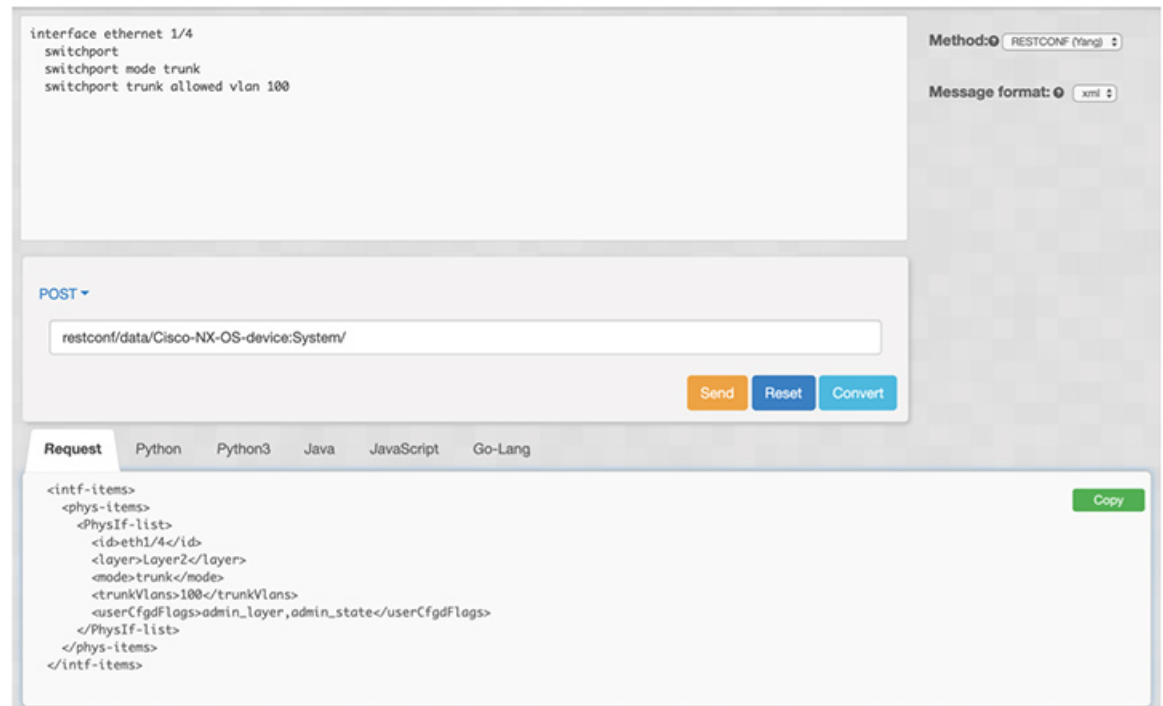 interface ethernet 1/4
switchport
switchport mode trunk
switchport trunk allowed vlan 100
Method: RESTCONF (Yang)
Message format: xml
POST
restconf/data/Cisco-NX-OS-device:System/
Send Reset Convert
Request Python Python3 Java JavaScript Go-Lang
Copy
<intf-items>
<phys-items>
<PhysIf-list>
<id>eth1/4</id>
<layer>Layer2</layer>
<mode>trunk</mode>
<trunkVlans>100</trunkVlans>
<userCfgdFlags>admin_layer,admin_state</userCfgdFlags>
</PhysIf-list>
</phys-items>
</intf-items>